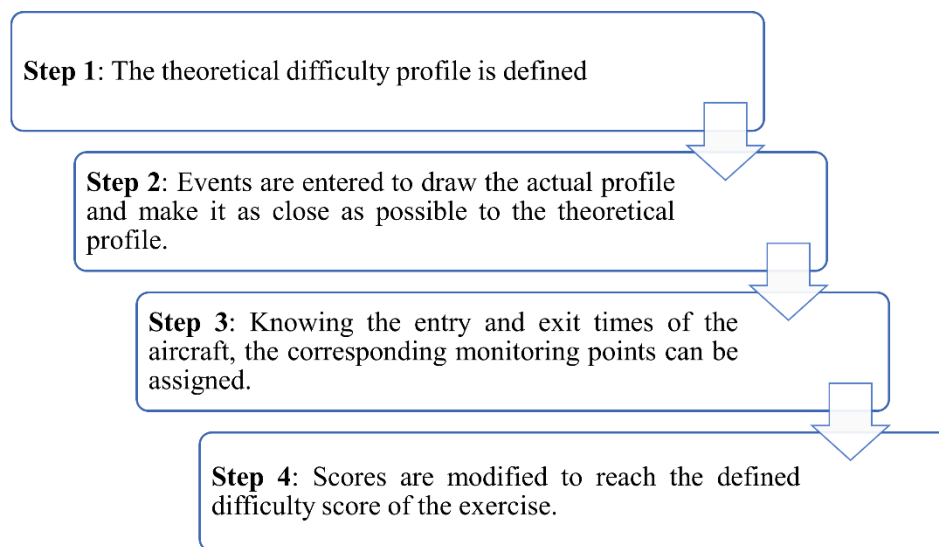 Step 1: The theoretical difficulty profile is defined
Step 2: Events are entered to draw the actual profile
and make it as close as possible to the theoretical
profile.
Step 3: Knowing the entry and exit times of the
aircraft, the corresponding monitoring points can be
assigned.
Step 4: Scores are modified to reach the defined
difficulty score of the exercise.